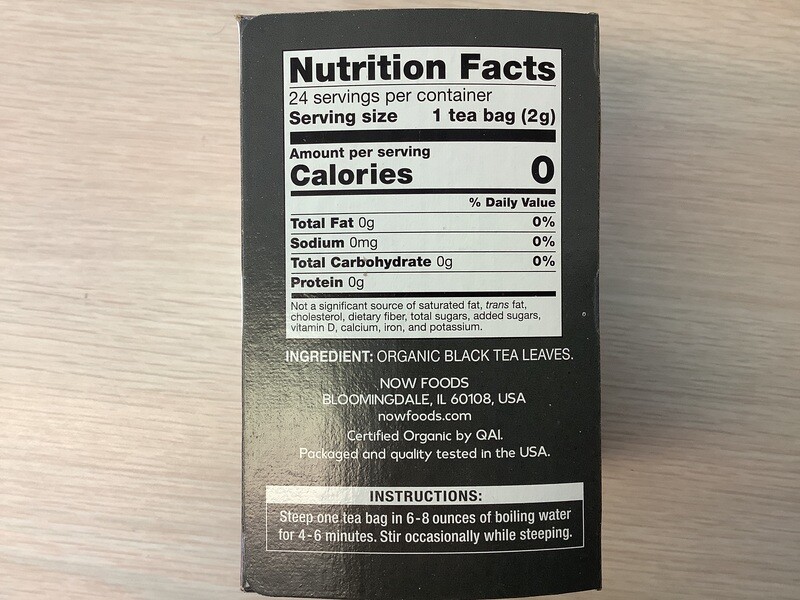 Nutrition Facts
24 servings per container
Serving size 1 tea bag (2g)
Amount per serving
Calories 0
% Daily Value
Total Fat 0g 0%
Sodium 0mg 0%
Total Carbohydrate 0g 0%
Protein 0g
Not a significant source of saturated fat, trans fat,
cholesterol, dietary fiber, total sugars, added sugars,
vitamin D, calcium, iron, and potassium.
INGREDIENT: ORGANIC BLACK TEA LEAVES.
NOW FOODS
BLOOMINGDALE, IL 60108, USA
nowfoods.com
Certified Organic by QAI.
Packaged and quality tested in the USA.
INSTRUCTIONS:
Steep one tea bag in 6-8 ounces of boiling water
for 4-6 minutes. Stir occasionally while steeping.